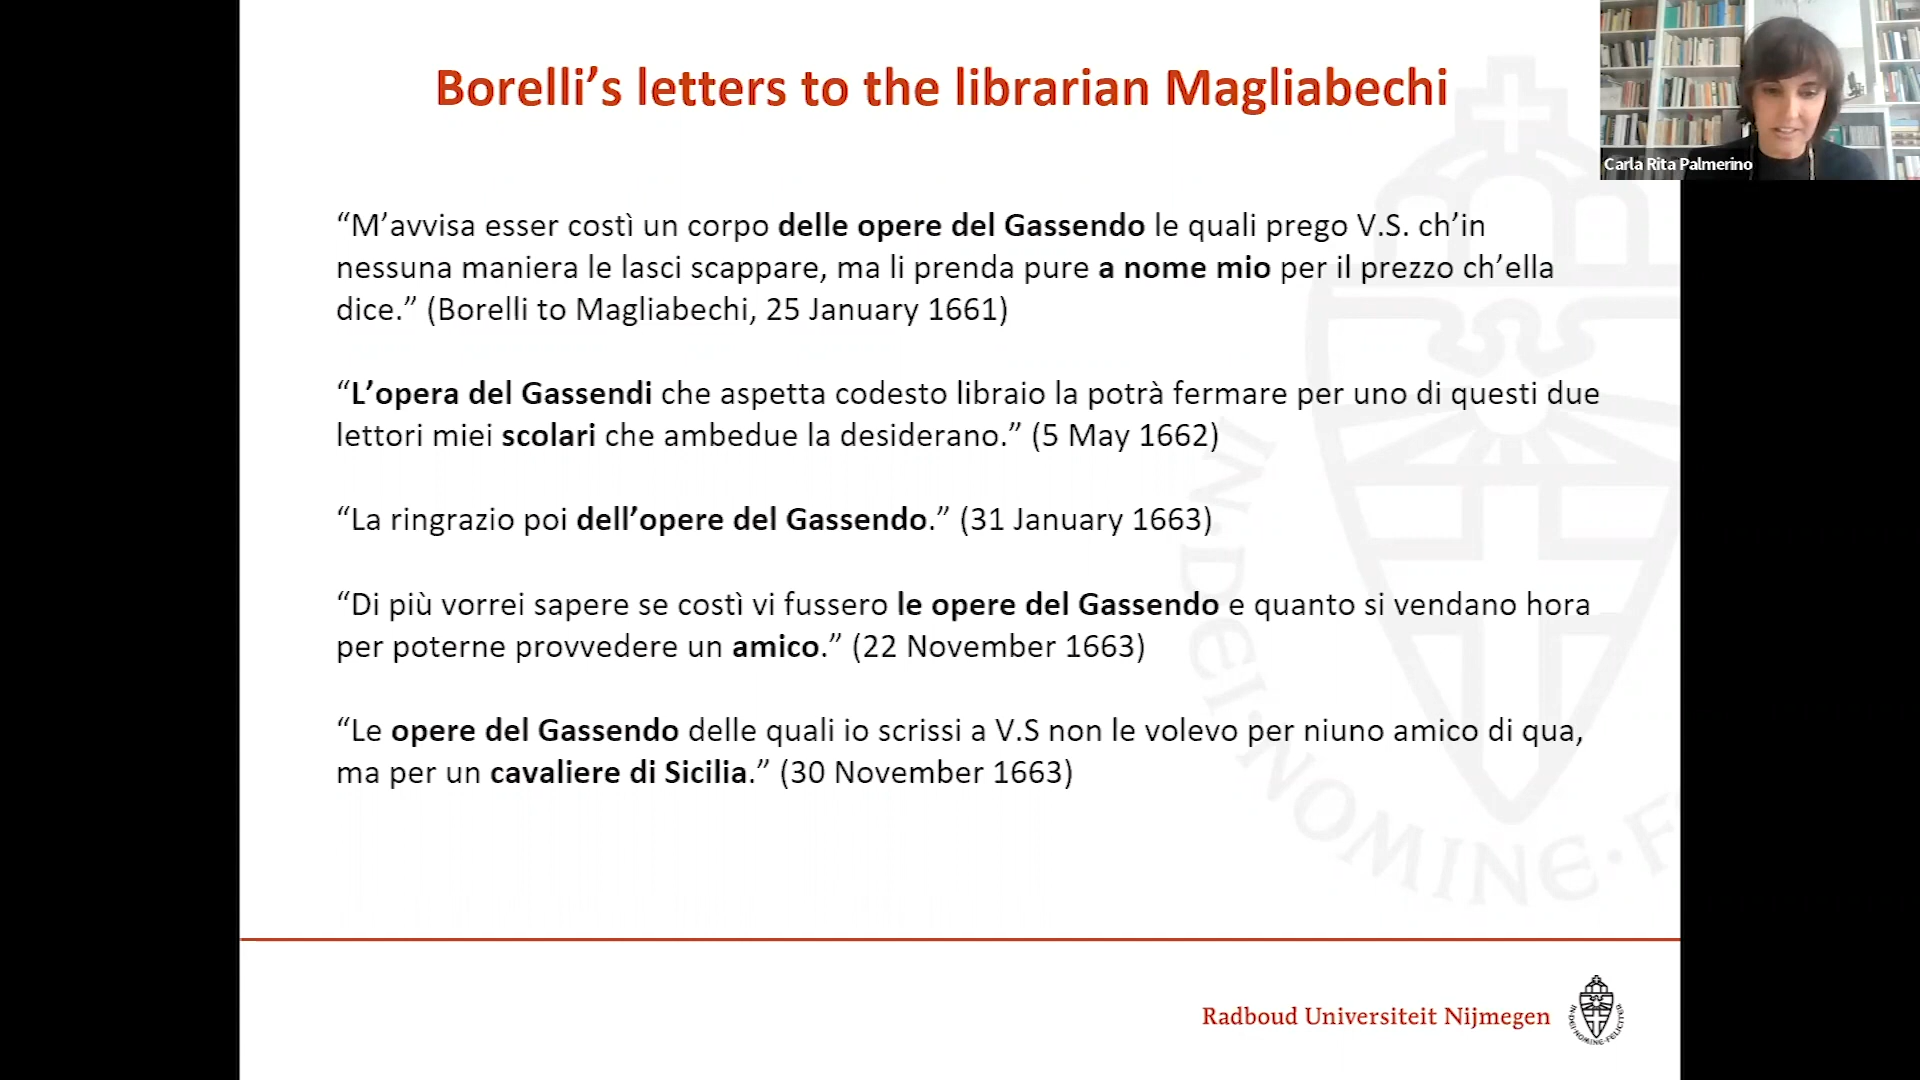 Borelli’s letters to the librarian Magliabechi
Carla Rita Palmerino
“M’avvisa esser costì un corpo delle opere del Gassendo le quali prego V.S. ch’in
nessuna maniera le lasci scappare, ma li prenda pure a nome mio per il prezzo ch’ella
dice.” (Borelli to Magliabechi, 25 January 1661)
“L’opera del Gassendi che aspetta codesto libraio la potrà fermare per uno di questi due
lettori miei scolari che ambedue la desiderano.” (5 May 1662)
“La ringrazio poi dell’opere del Gassendo.” (31 January 1663)
“Di più vorrei sapere se costì vi fussero le opere del Gassendo e quanto si vendano hora
per poterne provvedere un amico.” (22 November 1663)
“Le opere del Gassendo delle quali io scrissi a V.S non le volevo per niuno amico di qua,
ma per un cavaliere di Sicilia.” (30 November 1663)
IN·DEI·NOMINE·F
Radboud Universiteit Nijmegen
IN·DEI·NOMINE·FELICITER